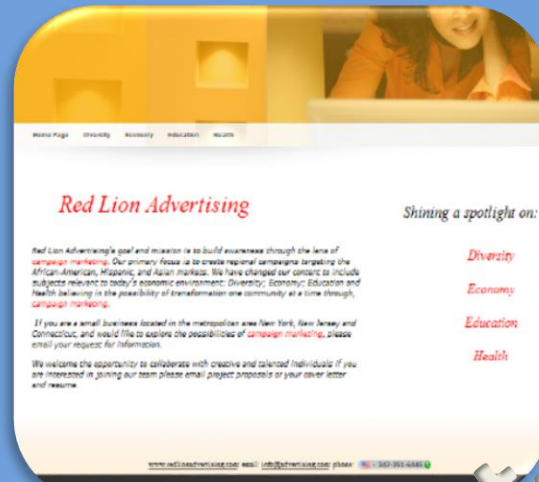 Home Page Diversity Economy Education Health
Red Lion Advertising
Shining a spotlight on:
Red Lion Advertising's goal and mission is to build awareness through the lens of
campaign marketing. Our primary focus is to create regional campaigns targeting the
African-American, Hispanic, and Asian markets. We have changed our content to include
subjects relevant to today's economic environment: Diversity; Economy; Education and
Health believing in the possibility of transformation one community at a time through,
campaign marketing.
If you are a small business located in the metropolitan area New York, New Jersey and
Connecticut, and would like to explore the possibilities of campaign marketing, please
email your request for information.
We welcome the opportunity to collaborate with creative and talented individuals if you
are interested in joining our team please email project proposals or your cover letter
and resume
Diversity
Economy
Education
Health
www.redlionadvertising.com email: phone: